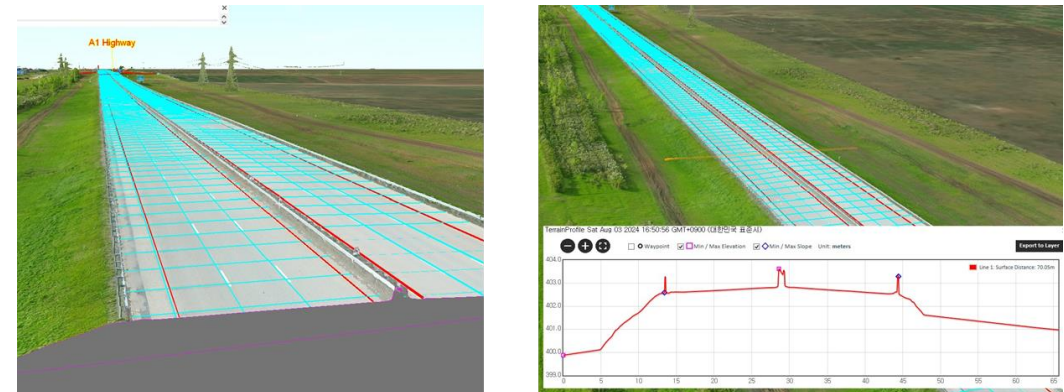 A1 Highway
TerrainProfile Sat Aug 03 2024 16:50:56 GMT+0900 (대한민국 표준시)
Waypoint Min / Max Elevation Min / Max Slope Unit: meters
Export to Layer
Line 1: Surface Distance: 70.05m
404.0
403.0
402.0
401.0
400.0
399.0
0 5 10 15 20 25 30 35 40 45 50 55 60 65